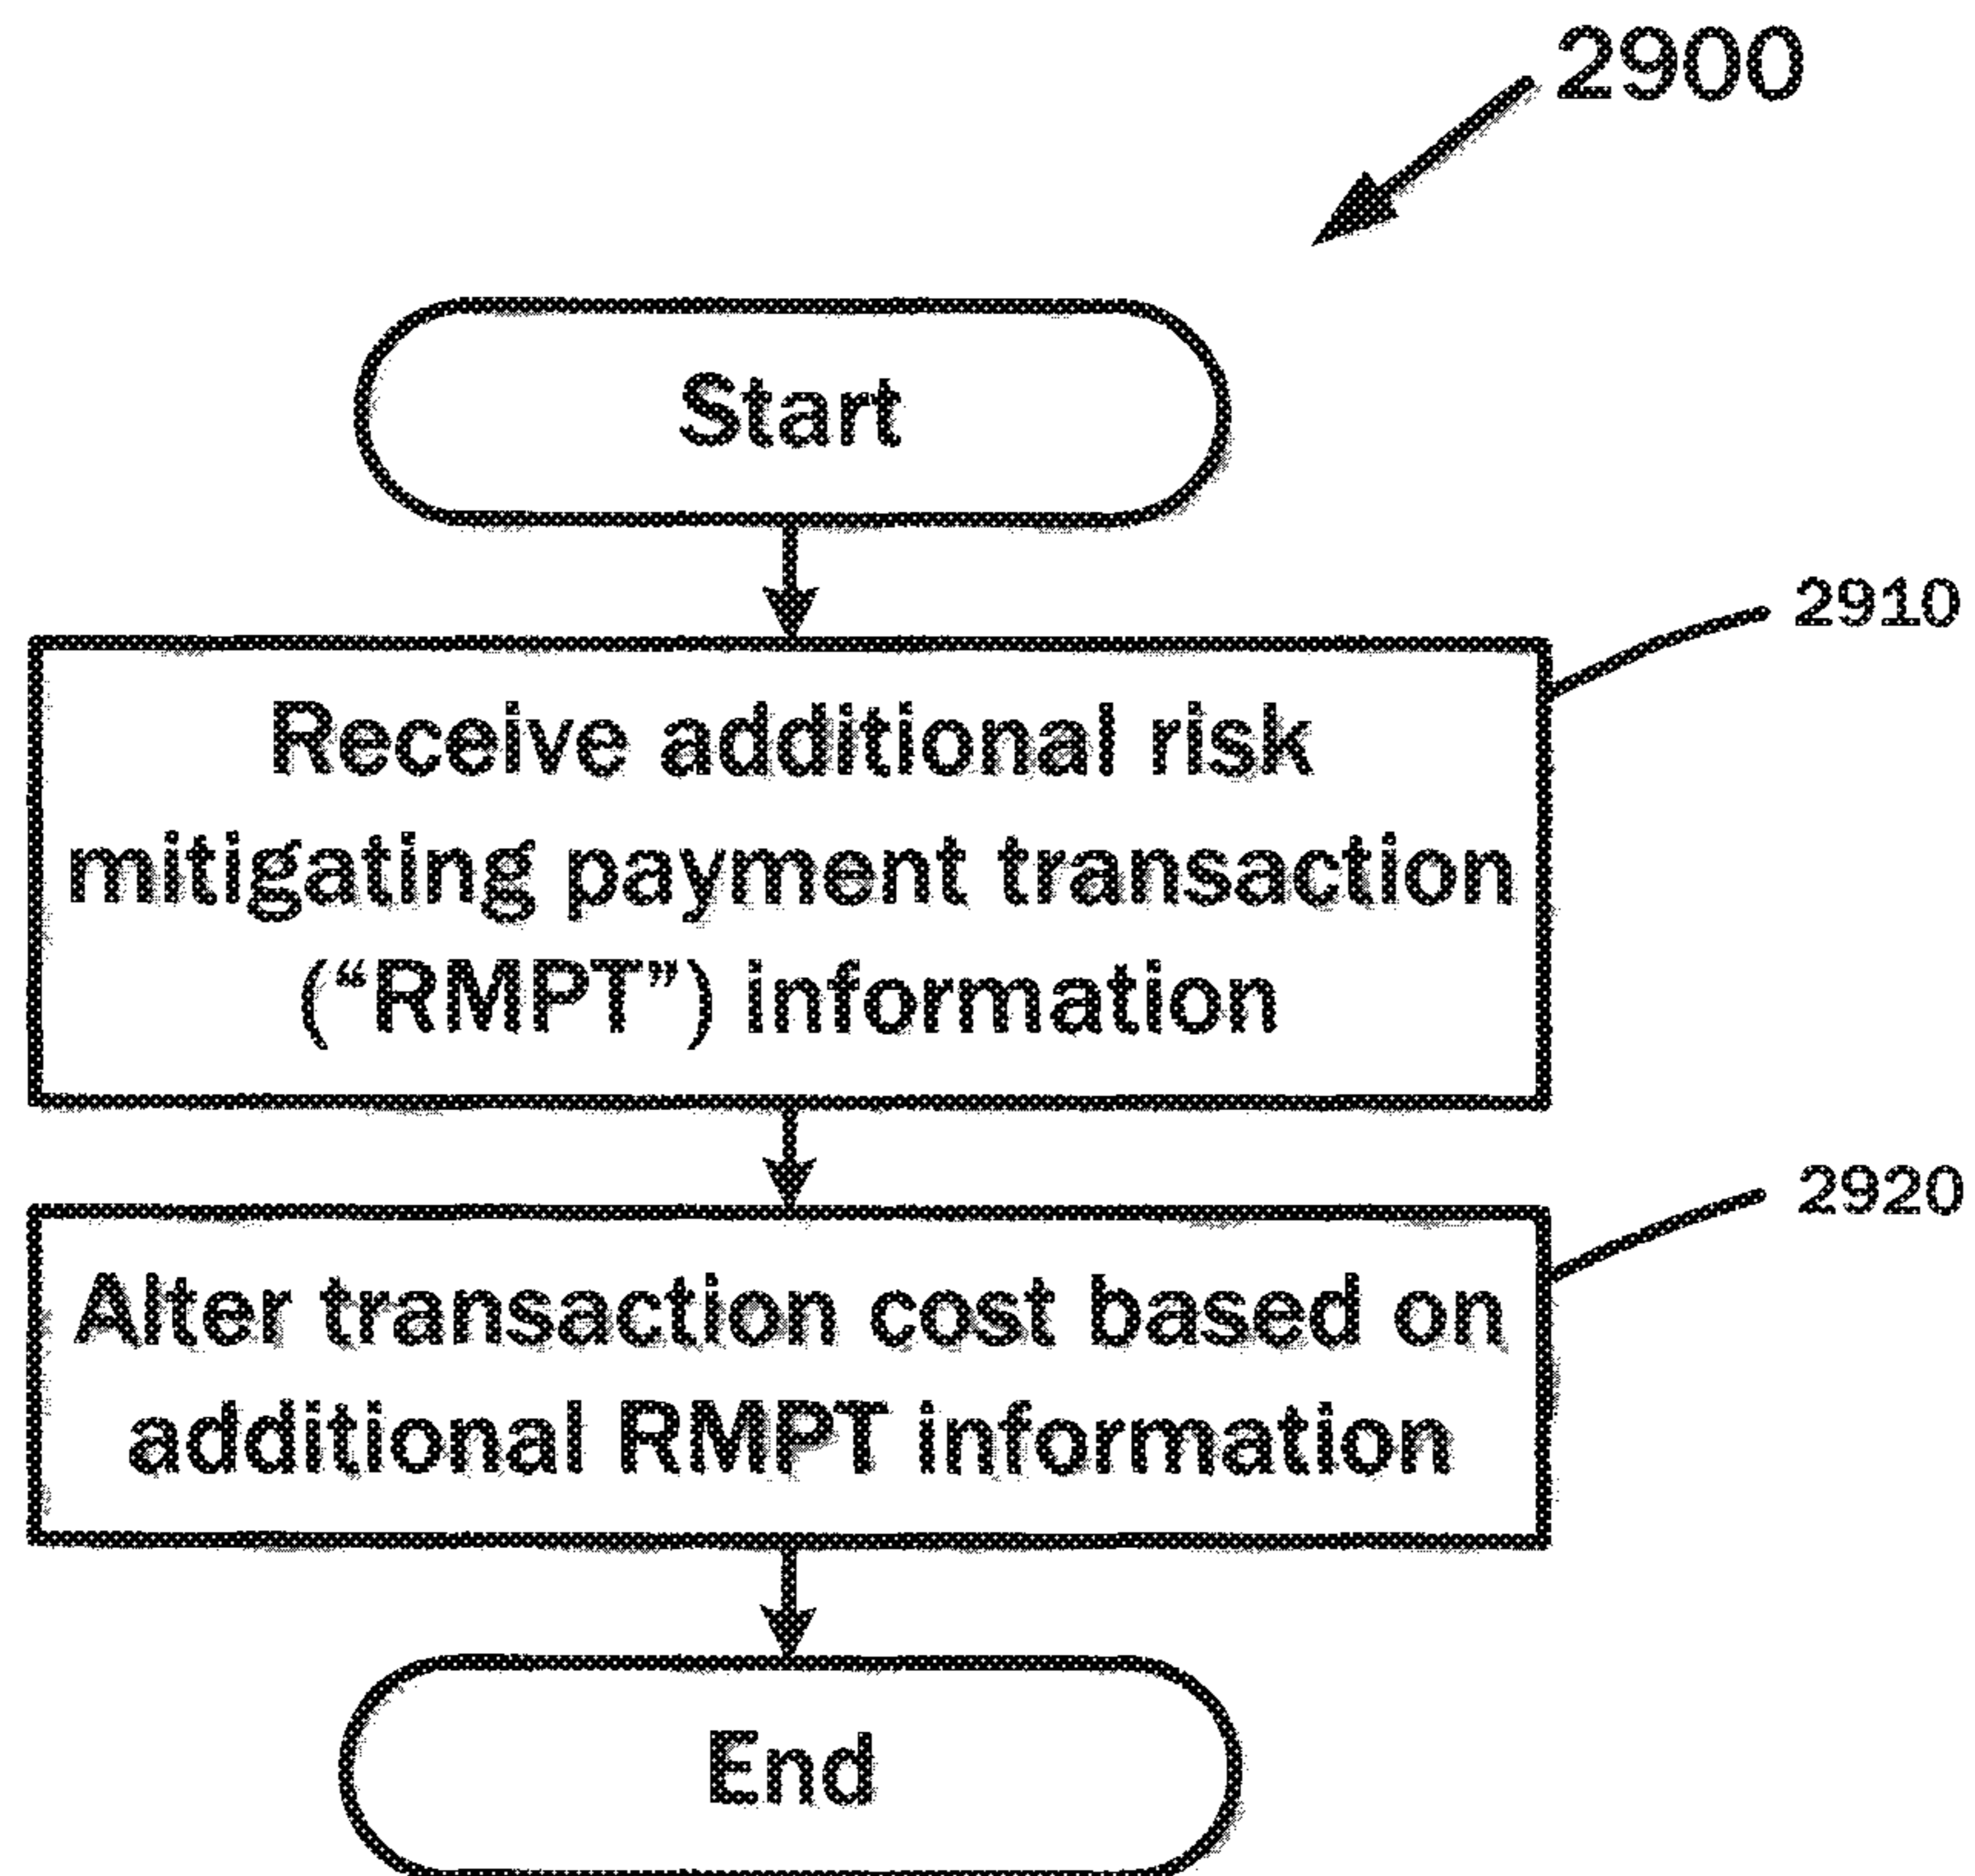 2900
Start
2910
Receive additional risk
mitigating payment transaction
(“RMPT”) information
2920
Alter transaction cost based on
additional RMPT information
End